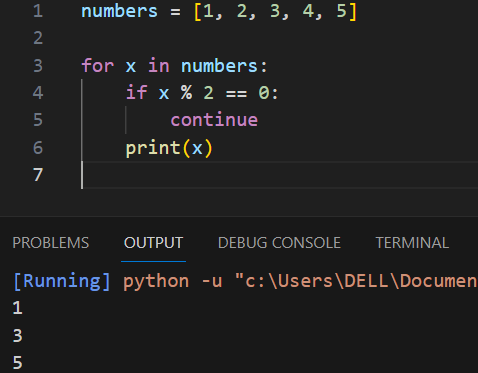 1 numbers = [1, 2, 3, 4, 5]
2
3 for x in numbers:
4     if x % 2 == 0:
5         continue
6     print(x)
7
PROBLEMS OUTPUT DEBUG CONSOLE TERMINAL
[Running] python -u "c:\Users\DELL\Documen
1
3
5